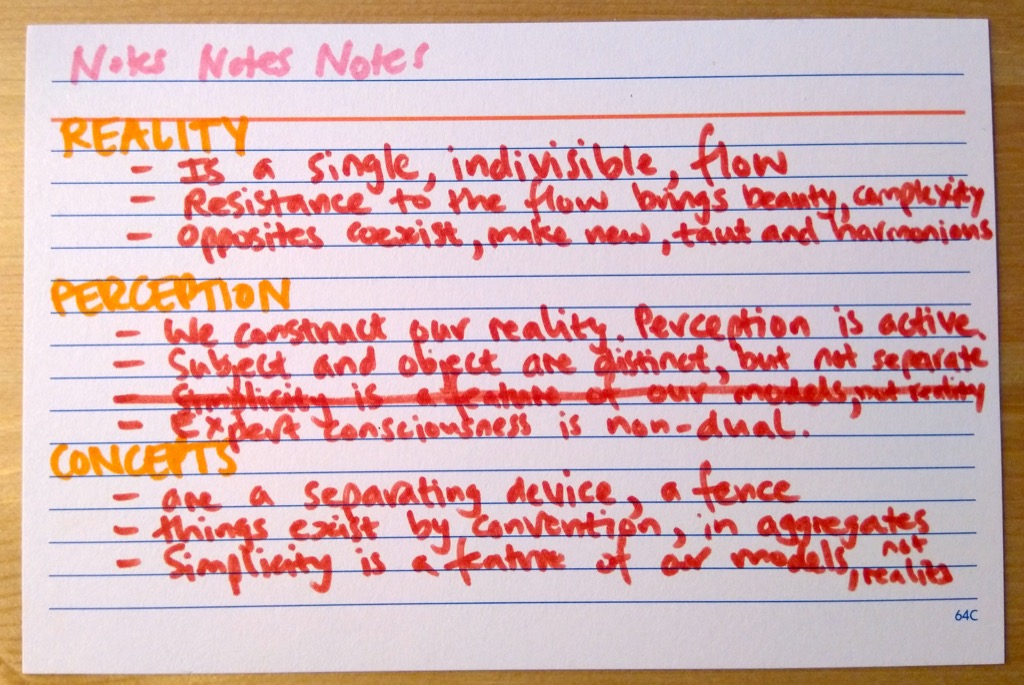 Notes Notes Notes
REALITY
- Is a single, indivisible, flow
- Resistance to the flow brings beauty, complexity
- Opposites coexist, make new, taut and harmonious
PERCEPTION
- We construct our reality. Perception is active.
- Subject and object are distinct, but not separate
- Simplicity is a feature of our models, not reality
- Expert consciousness is non-dual.
CONCEPTS
- are a separating device, a fence
- things exist by convention, in aggregates
- Simplicity is a feature of our models, not
reality
64C